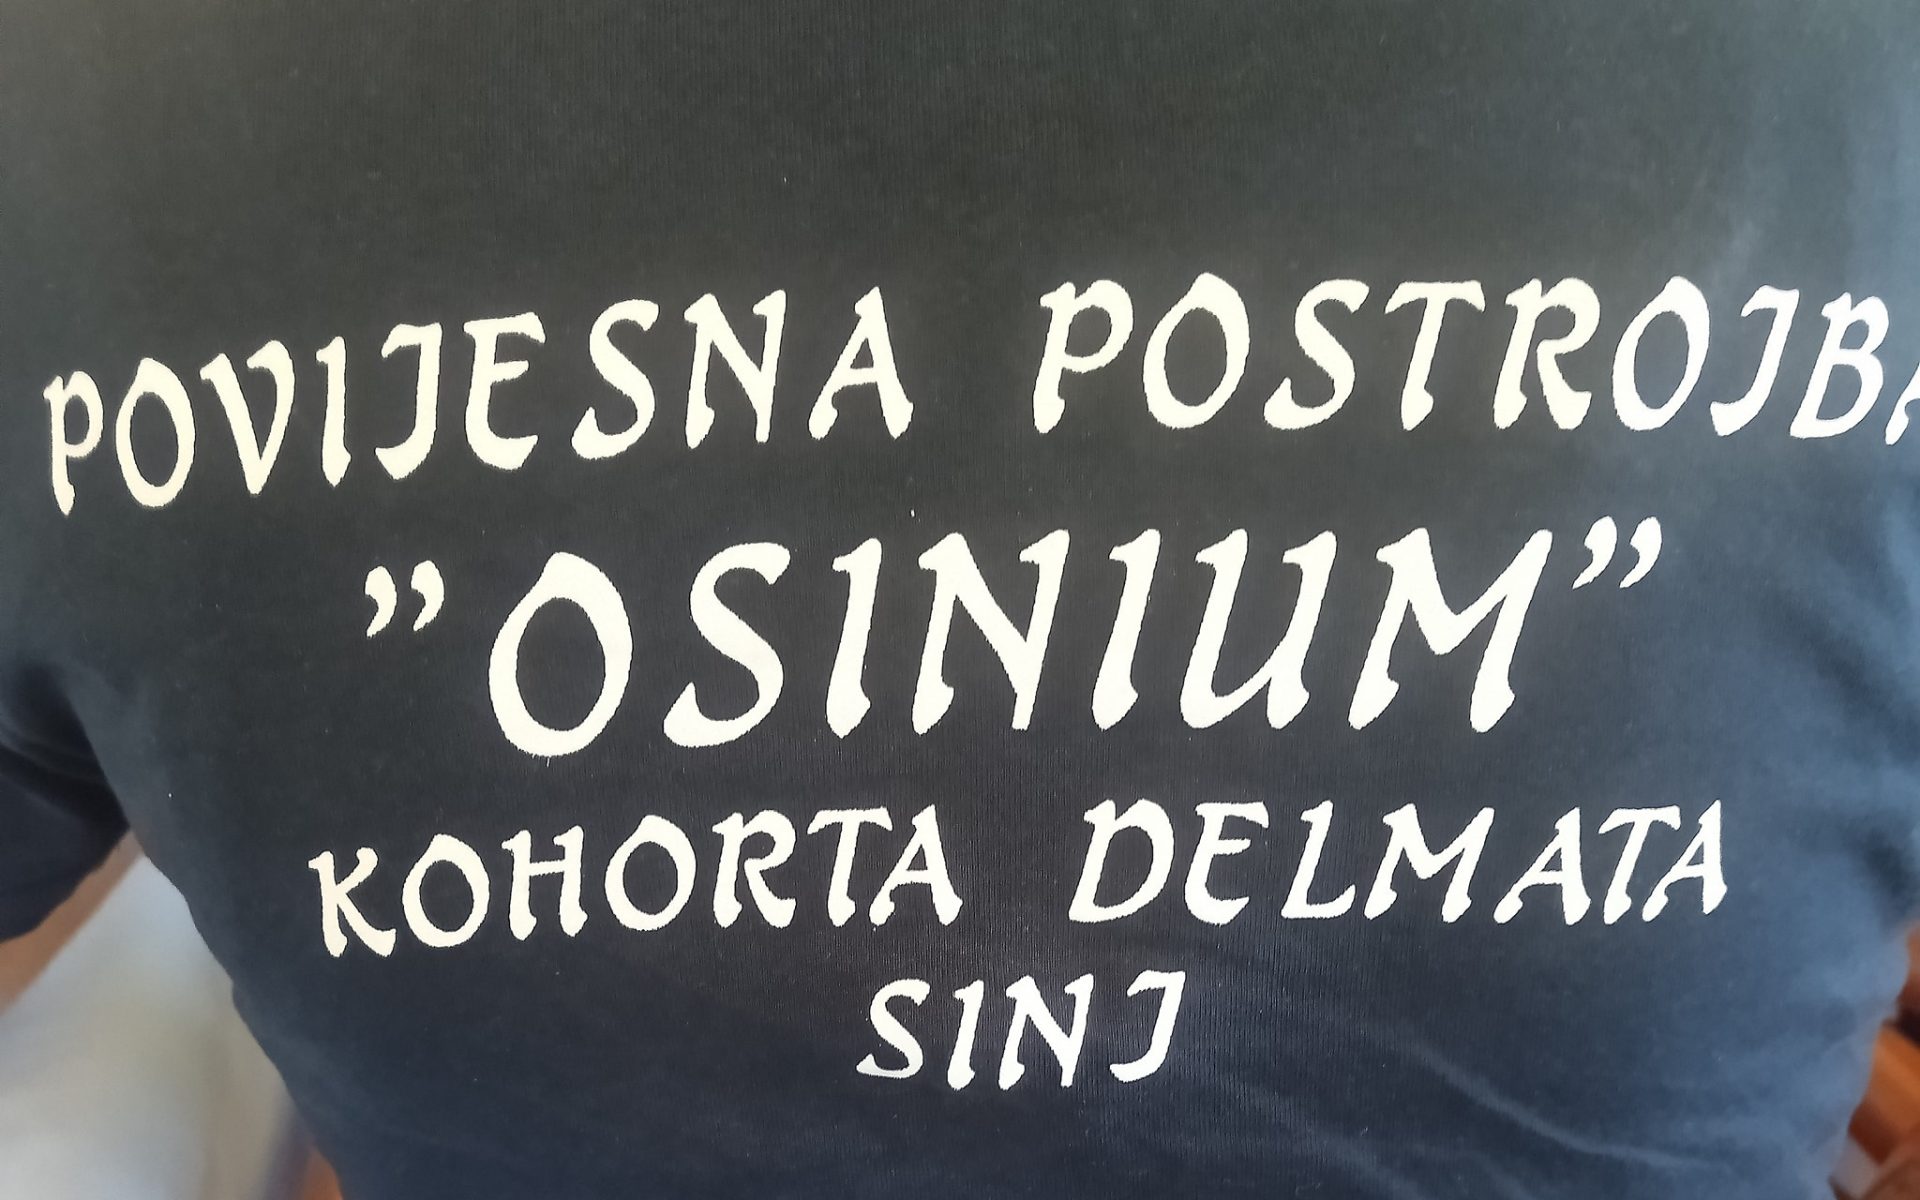 POVIJESNA POSTROJBA
”OSINIUM”
KOHORTA DELMATA
SINJ